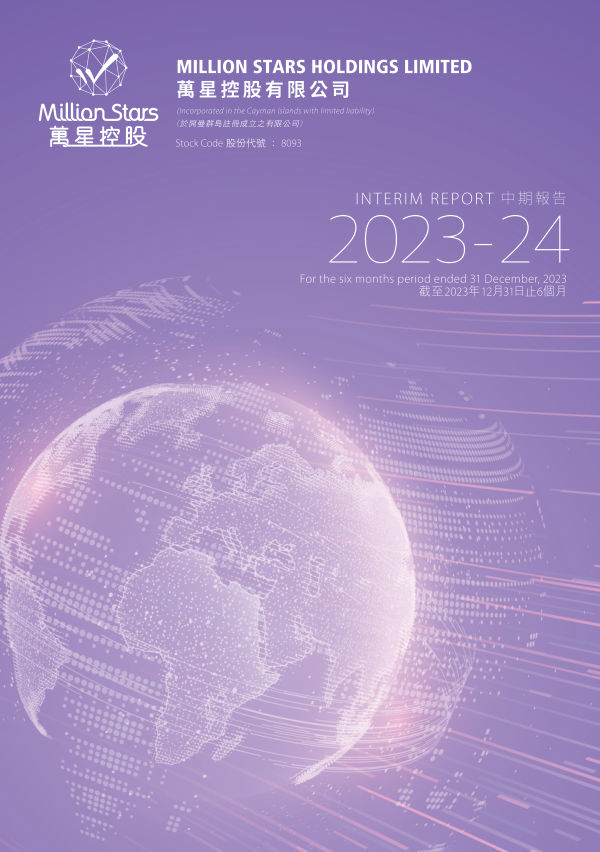 Million Stars
萬星控股
MILLION STARS HOLDINGS LIMITED
萬星控股有限公司
(Incorporated in the Cayman Islands with limited liability)
(於開曼群島註冊成立之有限公司)
Stock Code 股份代號 : 8093
INTERIM REPORT 中期報告
2023-24
For the six months period ended 31 December, 2023
截至2023年12月31日止6個月